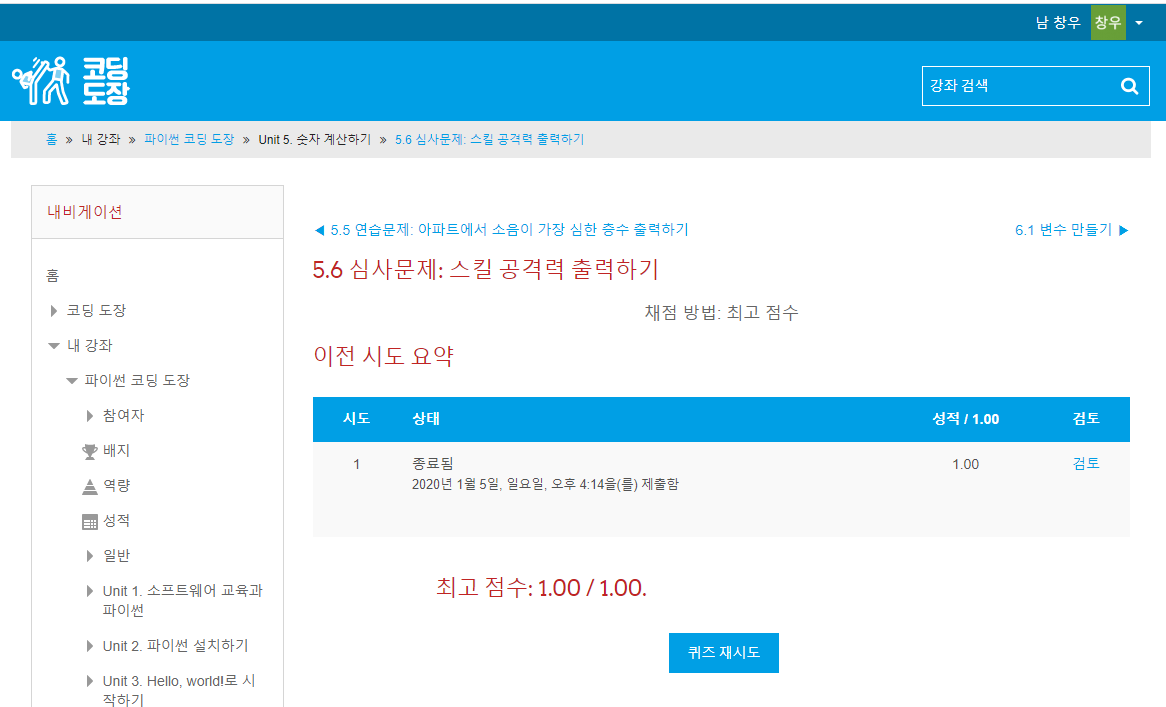 남 창우 창우
코딩
도장
강좌 검색
홈 » 내 강좌 » 파이썬 코딩 도장 » Unit 5. 숫자 계산하기 » 5.6 심사문제: 스킬 공격력 출력하기
내비게이션
홈
코딩 도장
내 강좌
파이썬 코딩 도장
참여자
배지
역량
성적
일반
Unit 1. 소프트웨어 교육과
파이썬
Unit 2. 파이썬 설치하기
Unit 3. Hello, world!로 시
작하기
◀ 5.5 연습문제: 아파트에서 소음이 가장 심한 층수 출력하기
6.1 변수 만들기 ▶
5.6 심사문제: 스킬 공격력 출력하기
채점 방법: 최고 점수
이전 시도 요약
시도 상태 성적 / 1.00 검토
1 종료됨 1.00 검토
2020년 1월 5일, 일요일, 오후 4:14을(를) 제출함
최고 점수: 1.00 / 1.00.
퀴즈 재시도